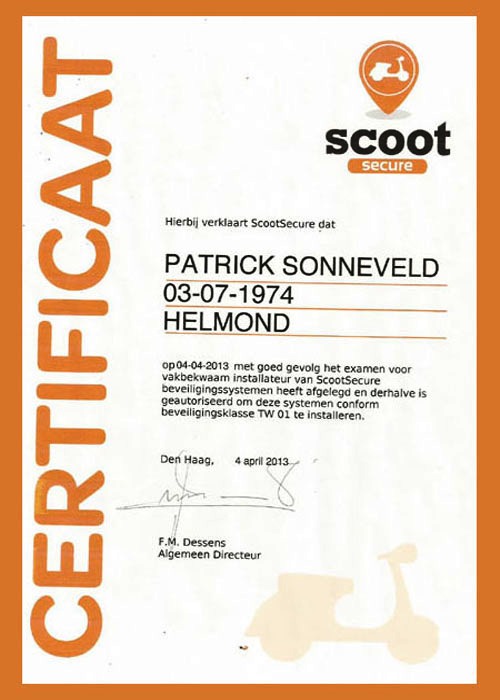 CERTIFICAAT
scoot
secure
Hierbij verklaart ScootSecure dat
PATRICK SONNEVELD
03-07-1974
HELMOND
op 04-04-2013 met goed gevolg het examen voor
vakbekwaam installateur van ScootSecure
beveiligingssystemen heeft afgelegd en derhalve is
geautoriseerd om deze systemen conform
beveiligingsklasse TW 01 te installeren.
Den Haag, 4 april 2013
F.M. Dessens
Algemeen Directeur